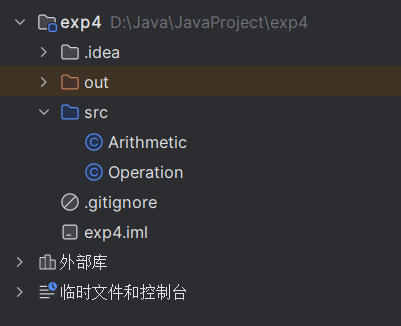 exp4 D:\Java\JavaProject\exp4
.idea
out
src
Arithmetic
Operation
.gitignore
exp4.iml
外部库
临时文件和控制台